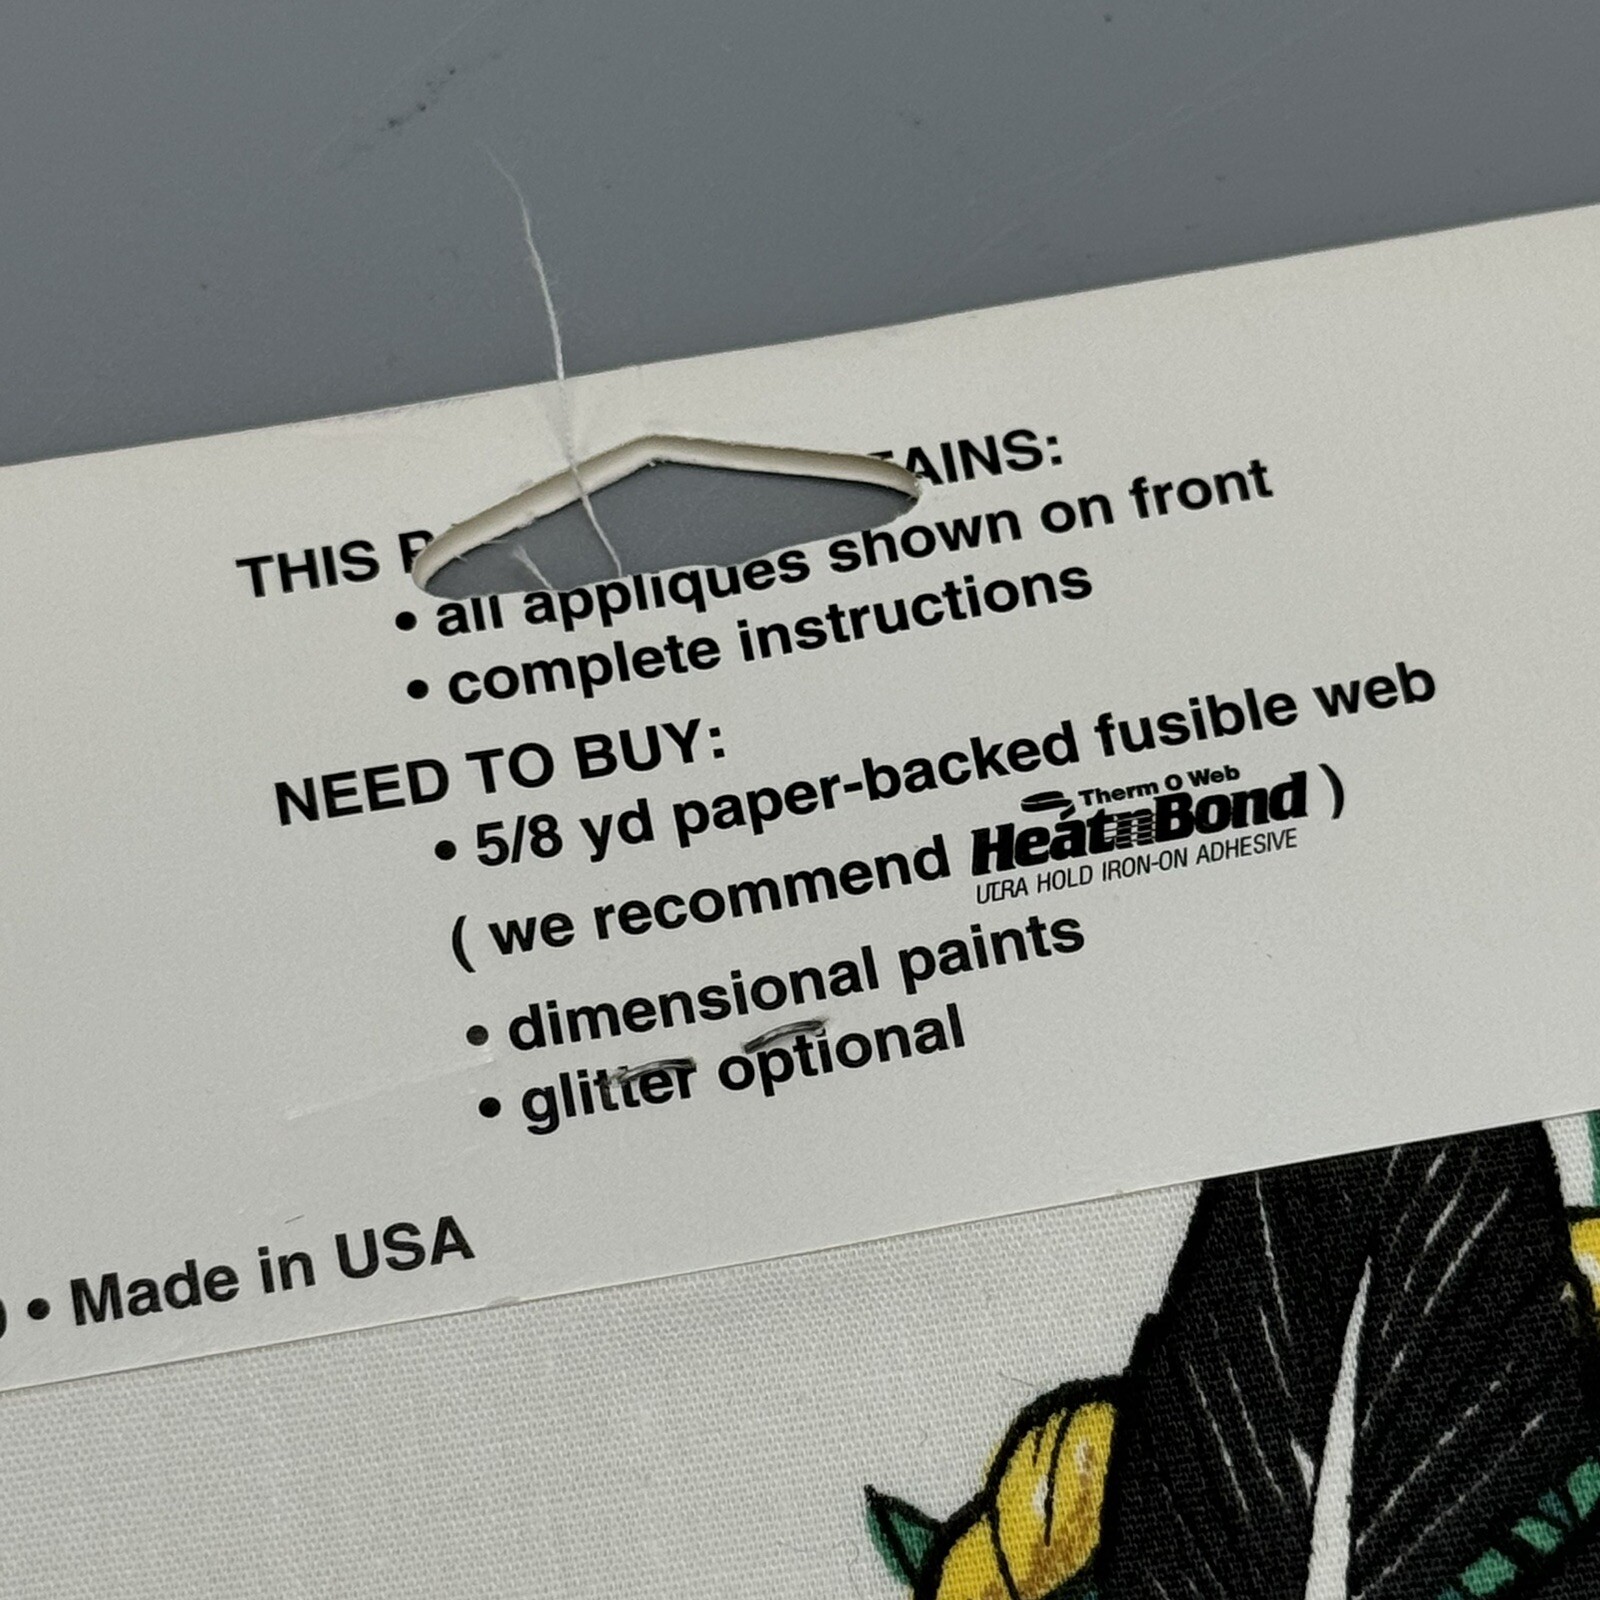 THIS P TAINS:
• all appliques shown on front
• complete instructions
NEED TO BUY:
• 5/8 yd paper-backed fusible web
Therm O Web
( we recommend HeatnBond )
ULTRA HOLD IRON-ON ADHESIVE
• dimensional paints
• glitter optional
• Made in USA